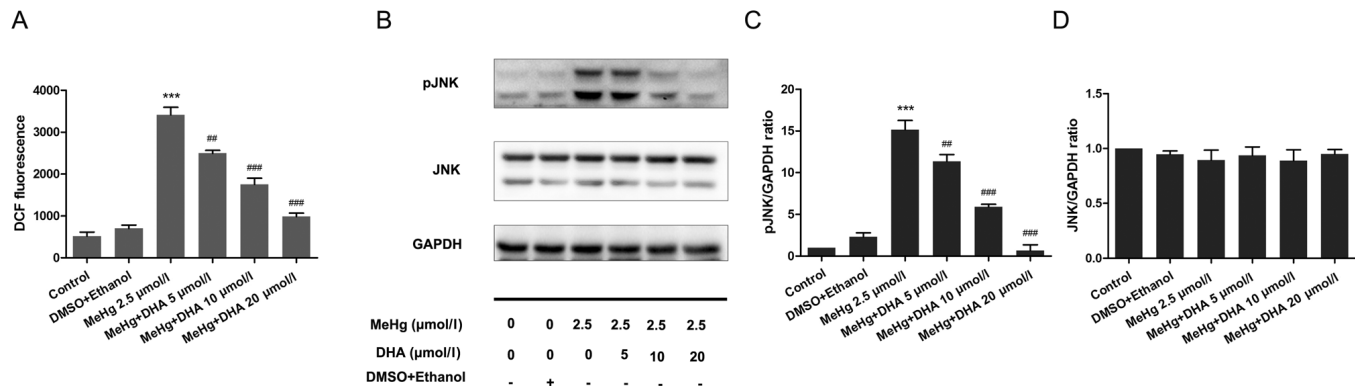 A
DCF fluorescence
4000
3000
2000
1000
0
***
##
###
###
Control
DMSO+Ethanol
MeHg 2.5 μmol/l
MeHg+DHA 5 μmol/l
MeHg+DHA 10 μmol/l
MeHg+DHA 20 μmol/l
B
pJNK
JNK
GAPDH
MeHg (μmol/l) 0 0 2.5 2.5 2.5 2.5
DHA (μmol/l) 0 0 0 5 10 20
DMSO+Ethanol - + - - - -
C
pJNK/GAPDH ratio
20
15
10
5
0
***
##
###
###
Control
DMSO+Ethanol
MeHg 2.5 μmol/l
MeHg+DHA 5 μmol/l
MeHg+DHA 10 μmol/l
MeHg+DHA 20 μmol/l
D
JNK/GAPDH ratio
1.5
1.0
0.5
0.0
Control
DMSO+Ethanol
MeHg 2.5 μmol/l
MeHg+DHA 5 μmol/l
MeHg+DHA 10 μmol/l
MeHg+DHA 20 μmol/l